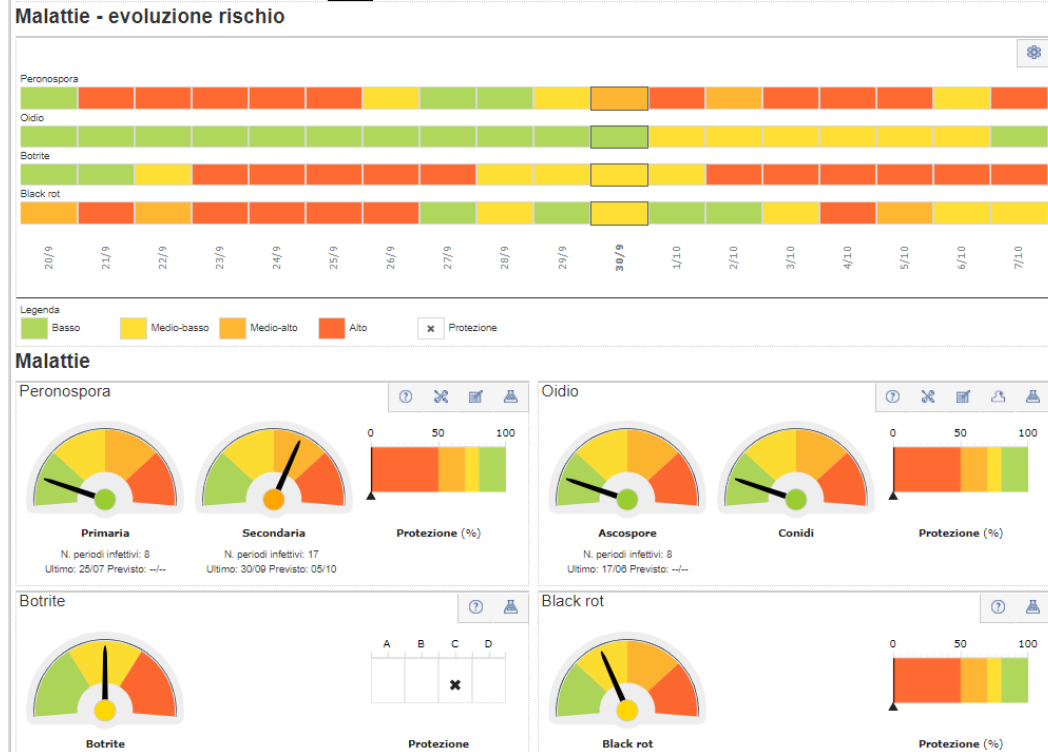 Malattie - evoluzione rischio
Peronospora
Oidio
Botrite
Black rot
20/9 21/9 22/9 23/9 24/9 25/9 26/9 27/9 28/9 29/9 30/9 1/10 2/10 3/10 4/10 5/10 6/10 7/10
Legenda
Basso Medio-basso Medio-alto Alto Protezione
Malattie
Peronospora
0 50 100
Primaria Secondaria Protezione (%)
N. periodi infettivi: 8 N. periodi infettivi: 17
Ultimo: 25/07 Previsto: --/-- Ultimo: 30/09 Previsto: 05/10
Oidio
0 50 100
Ascospore Conidi Protezione (%)
N. periodi infettivi: 8
Ultimo: 17/06 Previsto: --/--
Botrite
A B C D
Botrite Protezione
Black rot
0 50 100
Black rot Protezione (%)